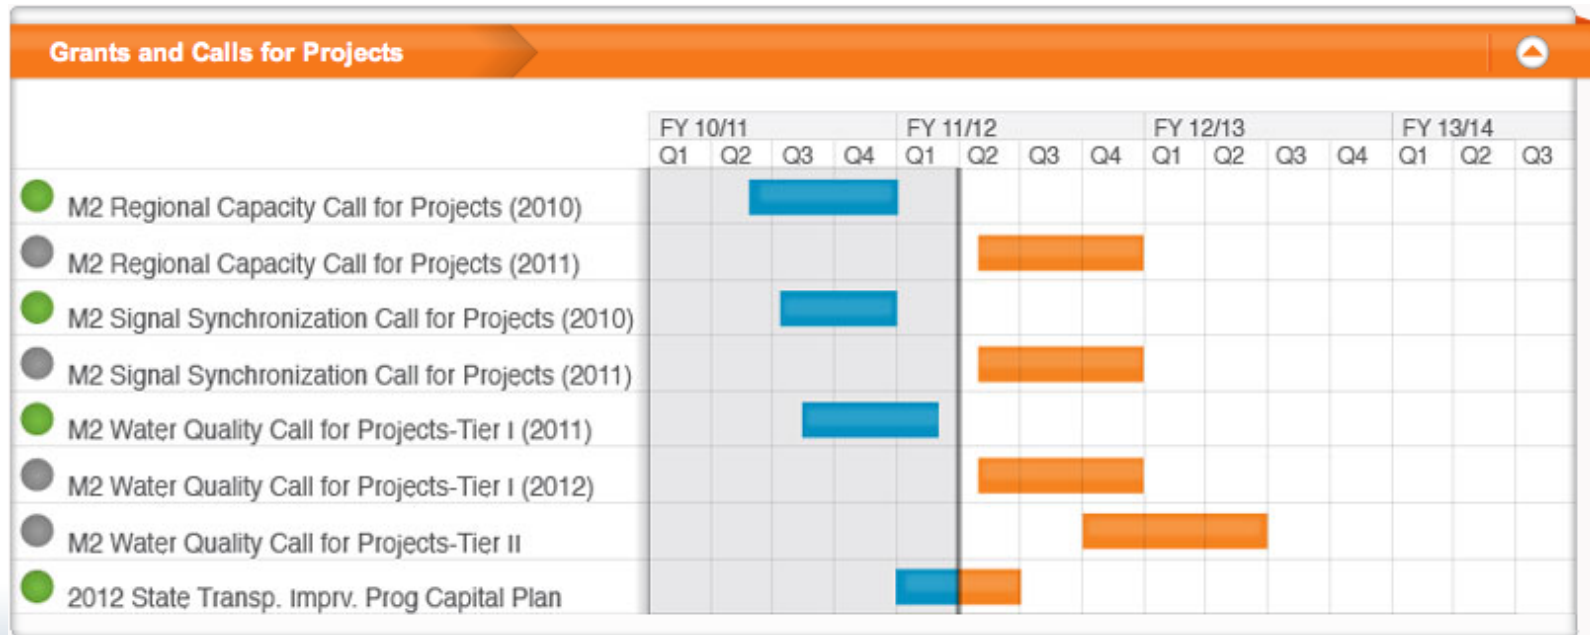 Grants and Calls for Projects
FY 10/11 FY 11/12 FY 12/13 FY 13/14
Q1 Q2 Q3 Q4 Q1 Q2 Q3 Q4 Q1 Q2 Q3 Q4 Q1 Q2 Q3
M2 Regional Capacity Call for Projects (2010)
M2 Regional Capacity Call for Projects (2011)
M2 Signal Synchronization Call for Projects (2010)
M2 Signal Synchronization Call for Projects (2011)
M2 Water Quality Call for Projects-Tier I (2011)
M2 Water Quality Call for Projects-Tier I (2012)
M2 Water Quality Call for Projects-Tier II
2012 State Transp. Imprv. Prog Capital Plan